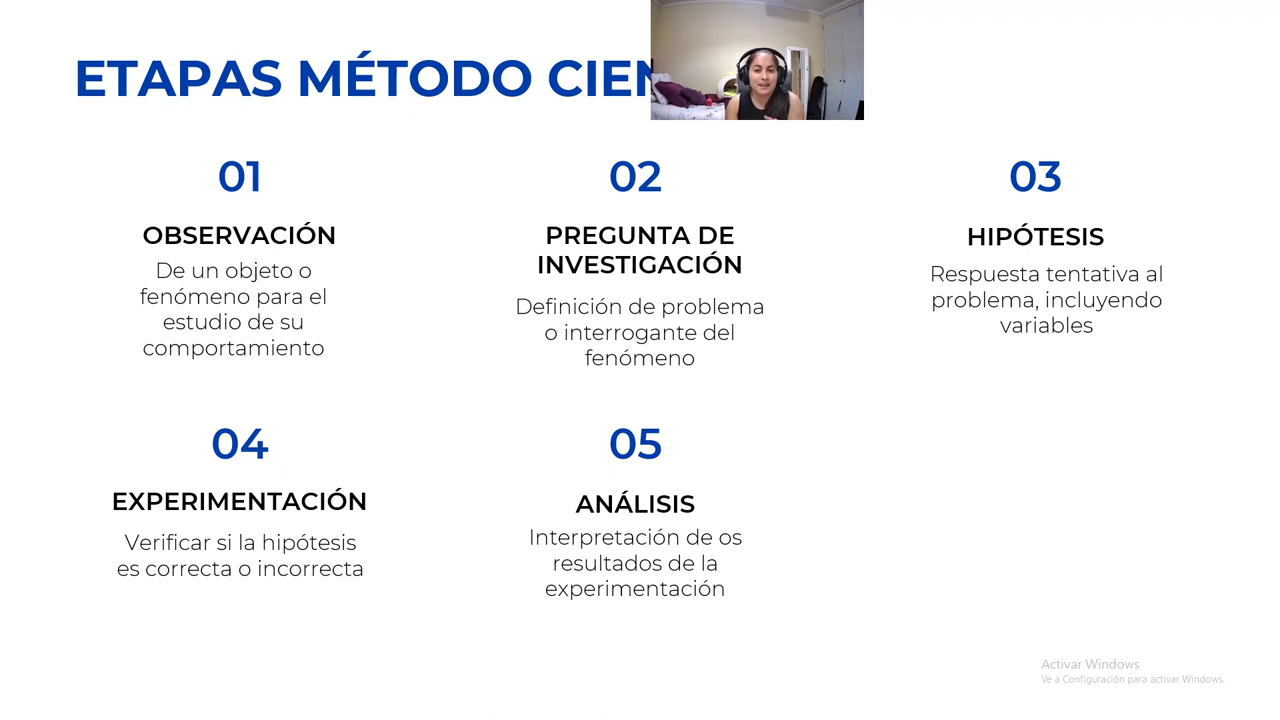 ETAPAS MÉTODO
01
OBSERVACIÓN
De un objeto o
fenómeno para el
estudio de su
comportamiento
02
PREGUNTA DE
INVESTIGACIÓN
Definición de problema
o interrogante del
fenómeno
03
HIPÓTESIS
Respuesta tentativa al
problema, incluyendo
variables
04
EXPERIMENTACIÓN
Verificar si la hipótesis
es correcta o incorrecta
05
ANÁLISIS
Interpretación de os
resultados de la
experimentación
Activar Windows
Ve a Configuración para activar Windows.